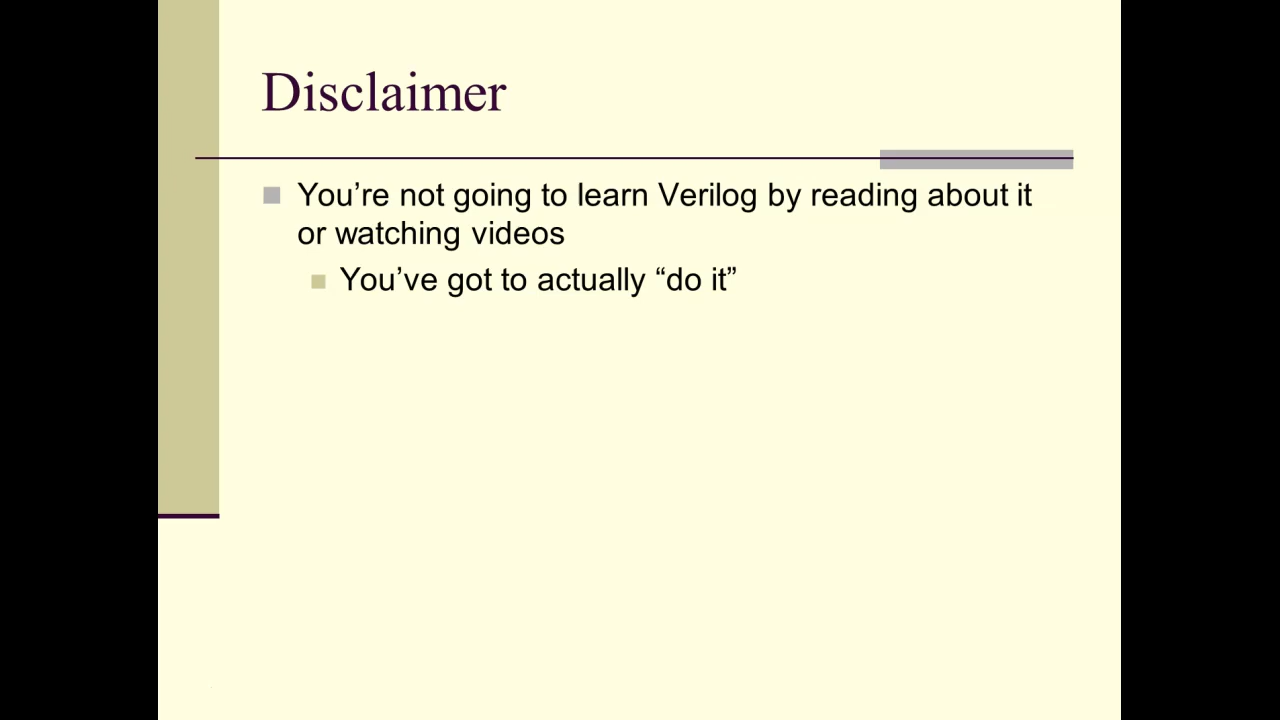 Disclaimer
You’re not going to learn Verilog by reading about it
or watching videos
You’ve got to actually “do it”